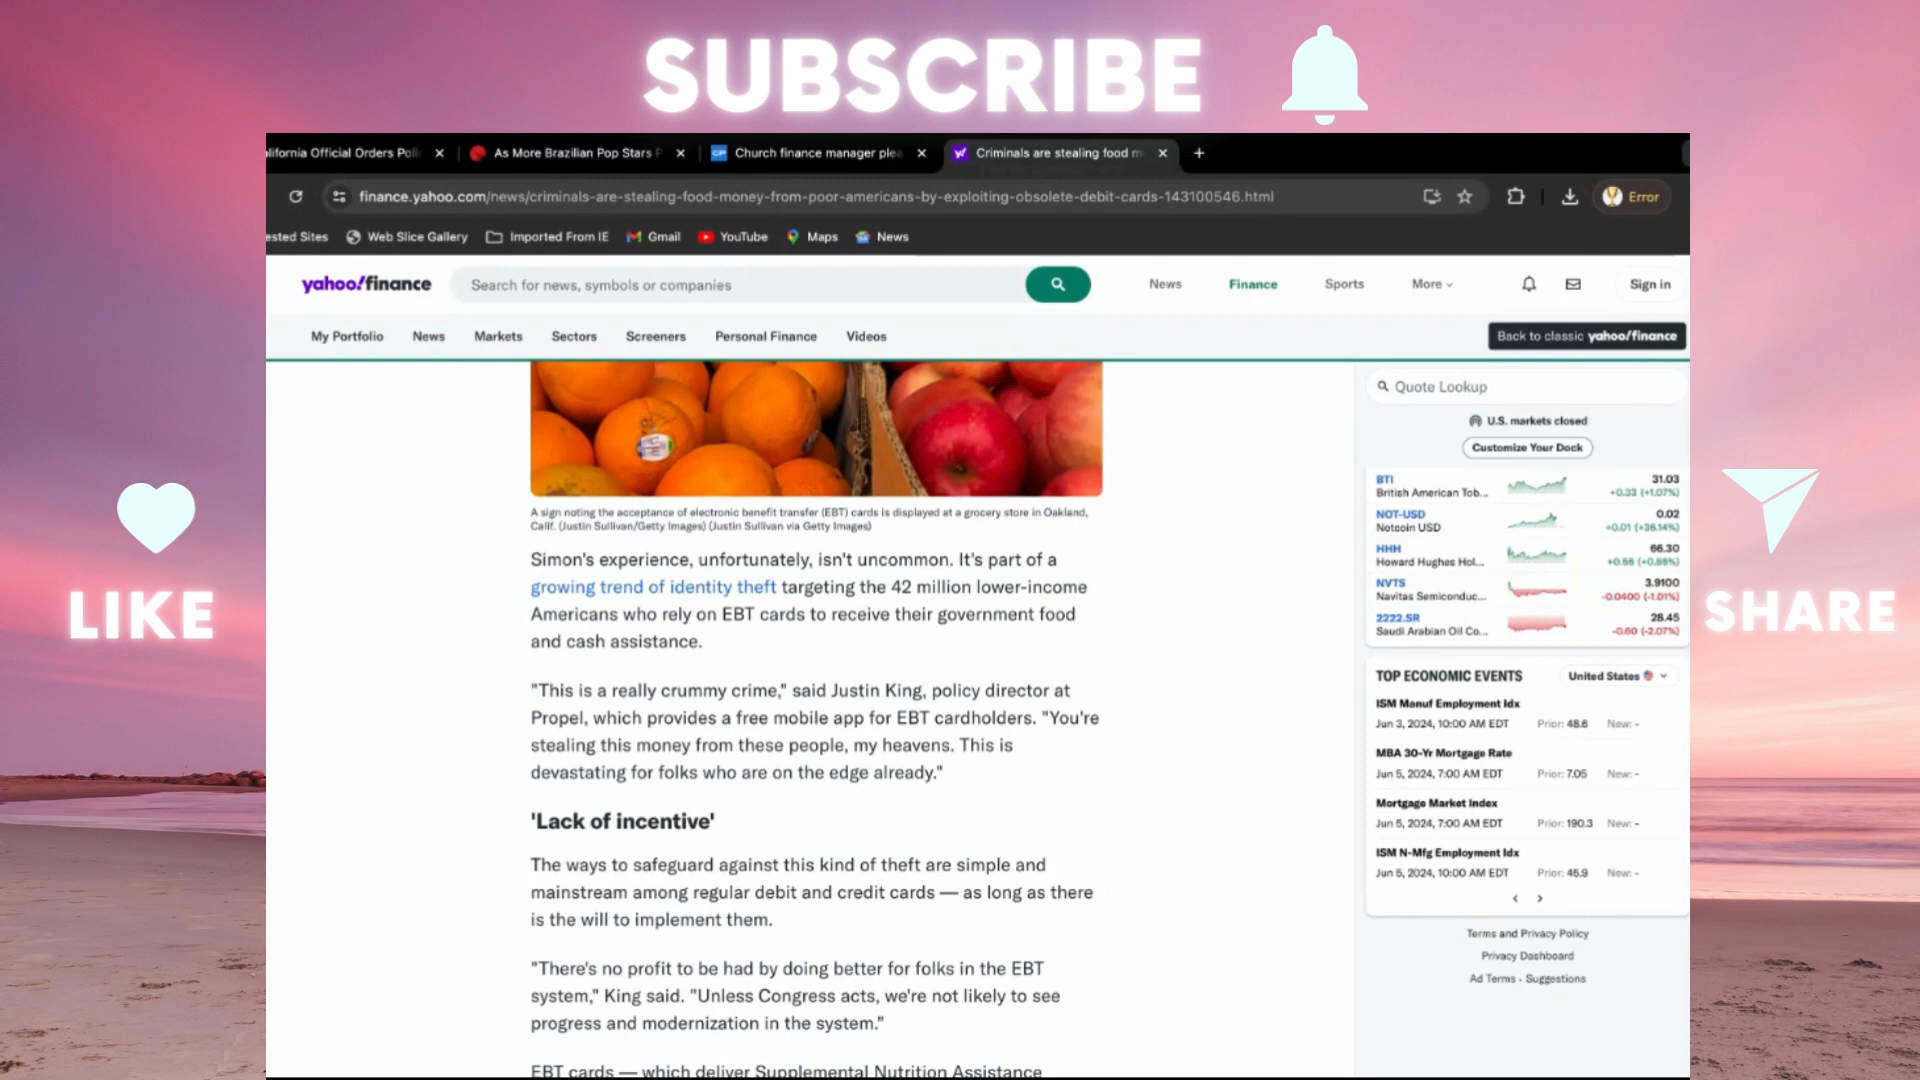 SUBSCRIBE
lifornia Official Orders Poli
As More Brazilian Pop Stars P
Church finance manager plea
Criminals are stealing food m
finance.yahoo.com/news/criminals-are-stealing-food-money-from-poor-americans-by-exploiting-obsolete-debit-cards-143100546.html
Error
ested Sites
Web Slice Gallery
Imported From IE
Gmail
YouTube
Maps
News
yahoo!finance
Search for news, symbols or companies
News
Finance
Sports
More
Sign in
My Portfolio
News
Markets
Sectors
Screeners
Personal Finance
Videos
Back to classic yahoo!finance
A sign noting the acceptance of electronic benefit transfer (EBT) cards is displayed at a grocery store in Oakland,
Calif. (Justin Sullivan/Getty Images) (Justin Sullivan via Getty Images)
Simon's experience, unfortunately, isn't uncommon. It's part of a
growing trend of identity theft targeting the 42 million lower-income
Americans who rely on EBT cards to receive their government food
and cash assistance.
"This is a really crummy crime," said Justin King, policy director at
Propel, which provides a free mobile app for EBT cardholders. "You're
stealing this money from these people, my heavens. This is
devastating for folks who are on the edge already."
'Lack of incentive'
The ways to safeguard against this kind of theft are simple and
mainstream among regular debit and credit cards — as long as there
is the will to implement them.
"There's no profit to be had by doing better for folks in the EBT
system," King said. "Unless Congress acts, we're not likely to see
progress and modernization in the system."
EBT cards — which deliver Supplemental Nutrition Assistance
Quote Lookup
U.S. markets closed
Customize Your Dock
BTI 31.03
British American Tob... +0.33 (+1.07%)
NOT-USD 0.02
Notcoin USD +0.01 (+36.14%)
HHH 66.30
Howard Hughes Hol... +0.56 (+0.85%)
NVTS 3.9100
Navitas Semiconduc... -0.0400 (-1.01%)
2222.SR 28.45
Saudi Arabian Oil Co... -0.60 (-2.07%)
TOP ECONOMIC EVENTS
United States
ISM Manuf Employment Idx
Jun 3, 2024, 10:00 AM EDT Prior: 48.6 New: -
MBA 30-Yr Mortgage Rate
Jun 5, 2024, 7:00 AM EDT Prior: 7.05 New: -
Mortgage Market Index
Jun 5, 2024, 7:00 AM EDT Prior: 190.3 New: -
ISM N-Mfg Employment Idx
Jun 5, 2024, 10:00 AM EDT Prior: 45.9 New: -
Terms and Privacy Policy
Privacy Dashboard
Ad Terms • Suggestions
LIKE
SHARE